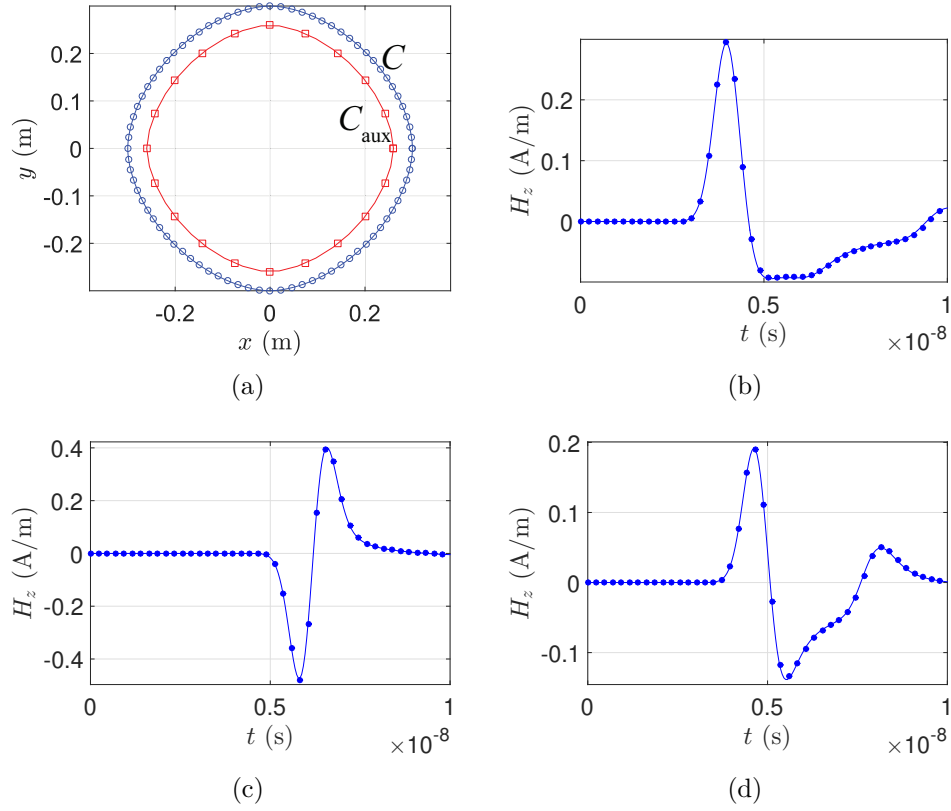 0.2
0.1
0
-0.1
-0.2
y (m)
C
C_aux
-0.2 0 0.2
x (m)
(a)
0.2
0.1
0
H_z (A/m)
0 0.5 1
t (s)
×10^-8
(b)
0.4
0.2
0
-0.2
-0.4
H_z (A/m)
0 0.5 1
t (s)
×10^-8
(c)
0.2
0.1
0
-0.1
H_z (A/m)
0 0.5 1
t (s)
×10^-8
(d)